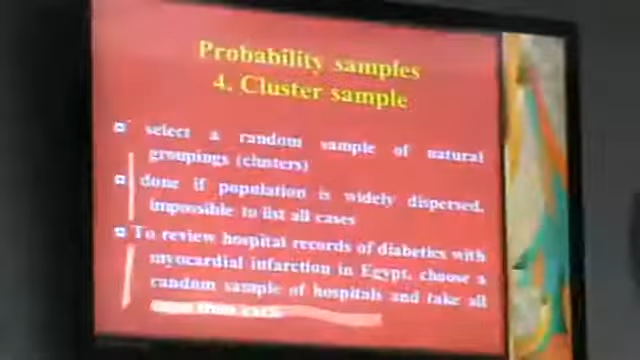 Probability samples
4. Cluster sample
select a random sample of natural
groupings (clusters)
done if population is widely dispersed,
impossible to list all cases
To review hospital records of diabetics with
myocardial infarction in Egypt, choose a
random sample of hospitals and take all